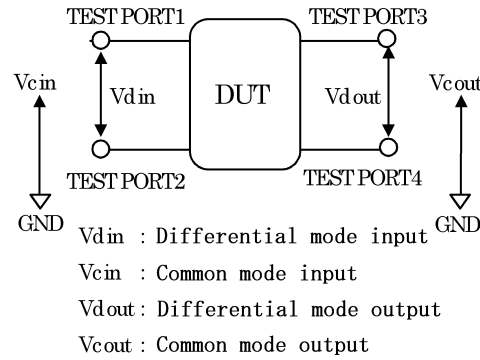 TEST PORT1 TEST PORT3
Vcin Vdin DUT Vdout Vcout
TEST PORT2 TEST PORT4
GND GND
Vdin : Differential mode input
Vcin : Common mode input
Vdout : Differential mode output
Vcout : Common mode output